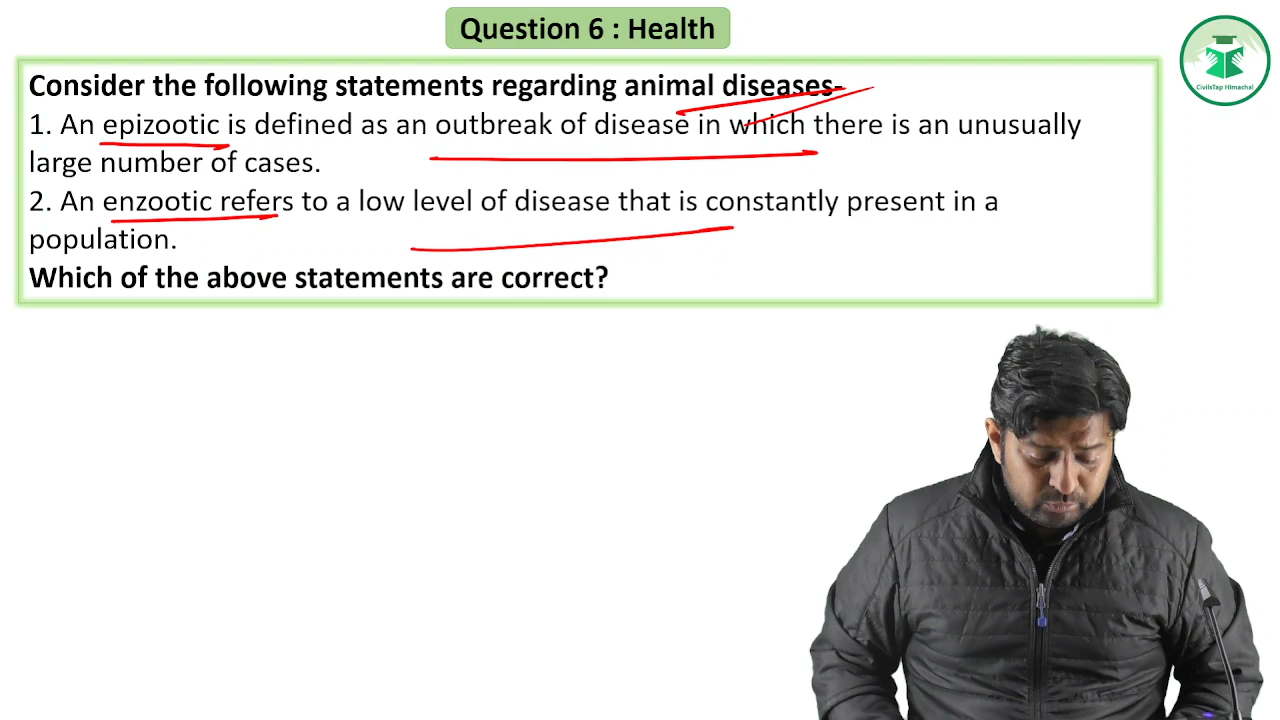 Question 6 : Health
CivilsTap Himachal
Consider the following statements regarding animal diseases-
1. An epizootic is defined as an outbreak of disease in which there is an unusually
large number of cases.
2. An enzootic refers to a low level of disease that is constantly present in a
population.
Which of the above statements are correct?